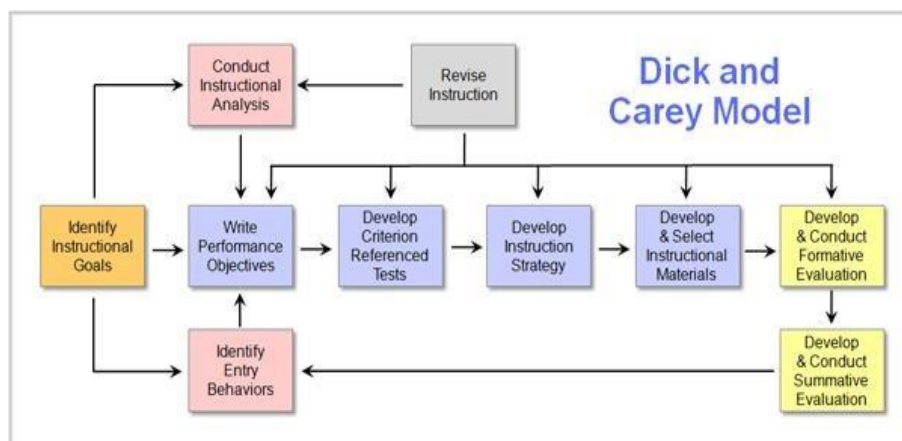 Conduct
Instructional
Analysis
Revise
Instruction
Dick and
Carey Model
Identify
Instructional
Goals
Write
Performance
Objectives
Develop
Criterion
Referenced
Tests
Develop
Instruction
Strategy
Develop
& Select
Instructional
Materials
Develop
& Conduct
Formative
Evaluation
Identify
Entry
Behaviors
Develop
& Conduct
Summative
Evaluation